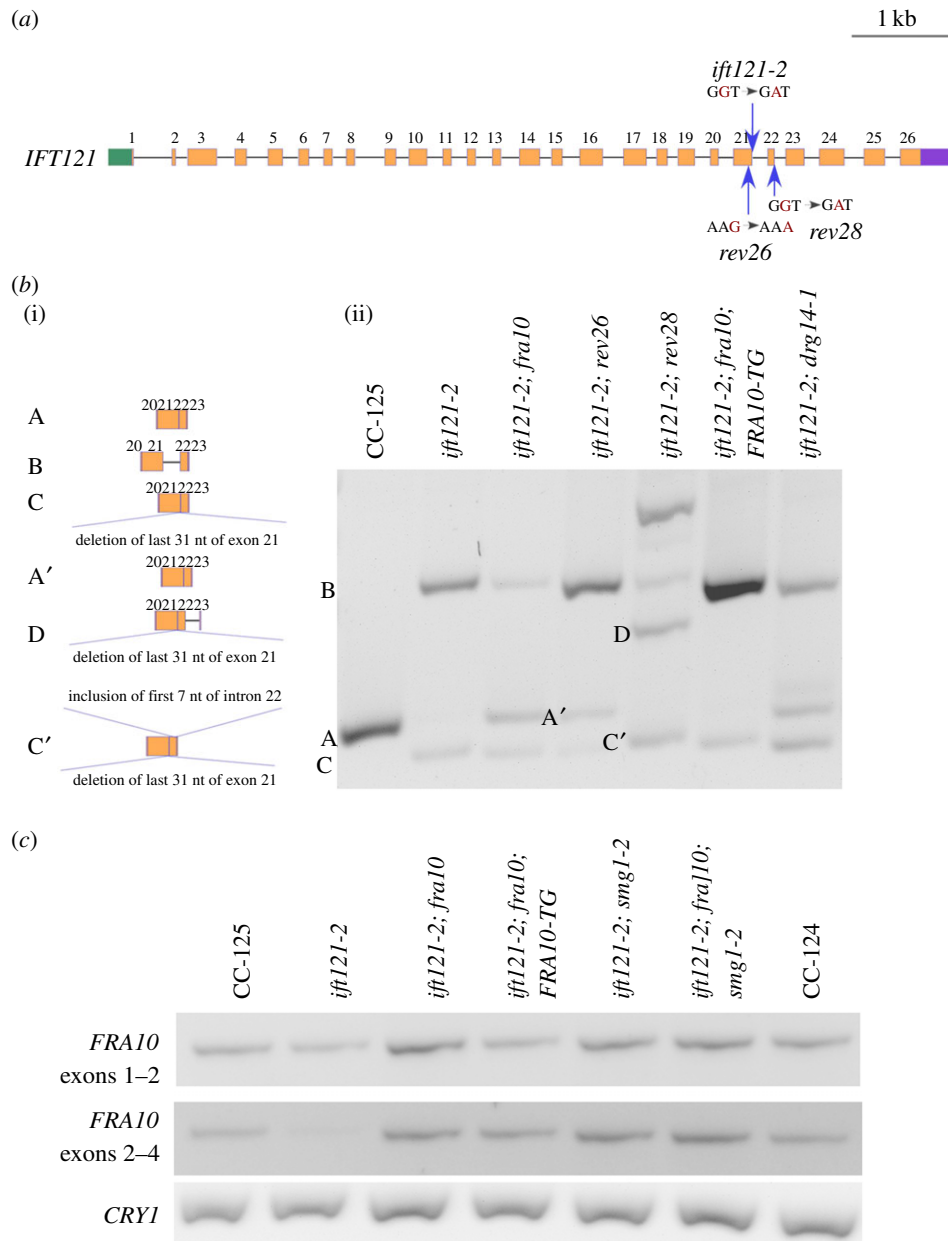 (a)
1 kb
ift121-2
GGT➤GAT
1 2 3 4 5 6 7 8 9 10 11 12 13 14 15 16 17 18 19 20 21 22 23 24 25 26
IFT121
GGT➤GAT
AAG➤AAA
rev28
rev26
(b)
(i)
(ii)
CC-125
ift121-2
ift121-2; fra10
ift121-2; rev26
ift121-2; rev28
ift121-2; fra10;
FRA10-TG
ift121-2; drg14-1
A
20212223
B
20 21 2223
C
20212223
deletion of last 31 nt of exon 21
A′
20212223
D
20212223
deletion of last 31 nt of exon 21
inclusion of first 7 nt of intron 22
C′
deletion of last 31 nt of exon 21
B
D
A′
A
C′
C
(c)
CC-125
ift121-2
ift121-2; fra10
ift121-2; fra10;
FRA10-TG
ift121-2; smg1-2
ift121-2; fra]10;
smg1-2
CC-124
FRA10
exons 1–2
FRA10
exons 2–4
CRY1